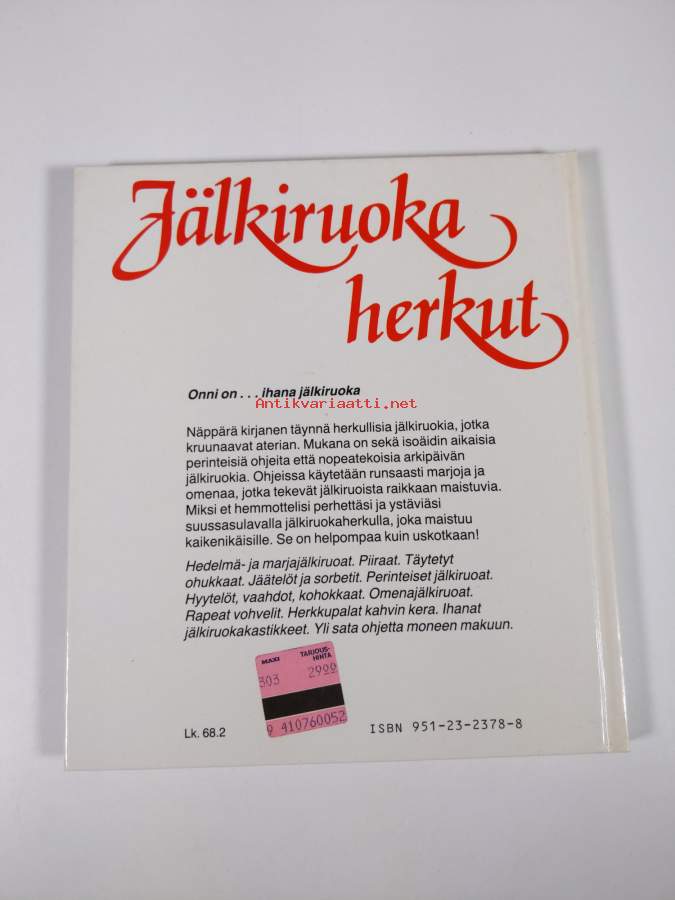 Jälkiruoka
herkut
Onni on . . . ihana jälkiruoka
Antikvariaatti.net
Näppärä kirjanen täynnä herkullisia jälkiruokia, jotka
kruunaavat aterian. Mukana on sekä isoäidin aikaisia
perinteisiä ohjeita että nopeatekoisia arkipäivän
jälkiruokia. Ohjeissa käytetään runsaasti marjoja ja
omenaa, jotka tekevät jälkiruoista raikkaan maistuvia.
Miksi et hemmottelisi perhettäsi ja ystäviäsi
suussasulavalla jälkiruokaherkulla, joka maistuu
kaikenikäisille. Se on helpompaa kuin uskotkaan!
Hedelmä- ja marjajälkiruoat. Piiraat. Täytetyt
ohukkaat. Jäätelöt ja sorbetit. Perinteiset jälkiruoat.
Hyytelöt, vaahdot, kohokkaat. Omenajälkiruoat.
Rapeat vohvelit. Herkkupalat kahvin kera. Ihanat
jälkiruokakastikkeet. Yli sata ohjetta moneen makuun.
MAXI TARJOUS-
HINTA
303 2999
9 410760052
Lk. 68.2
ISBN 951-23-2378-8